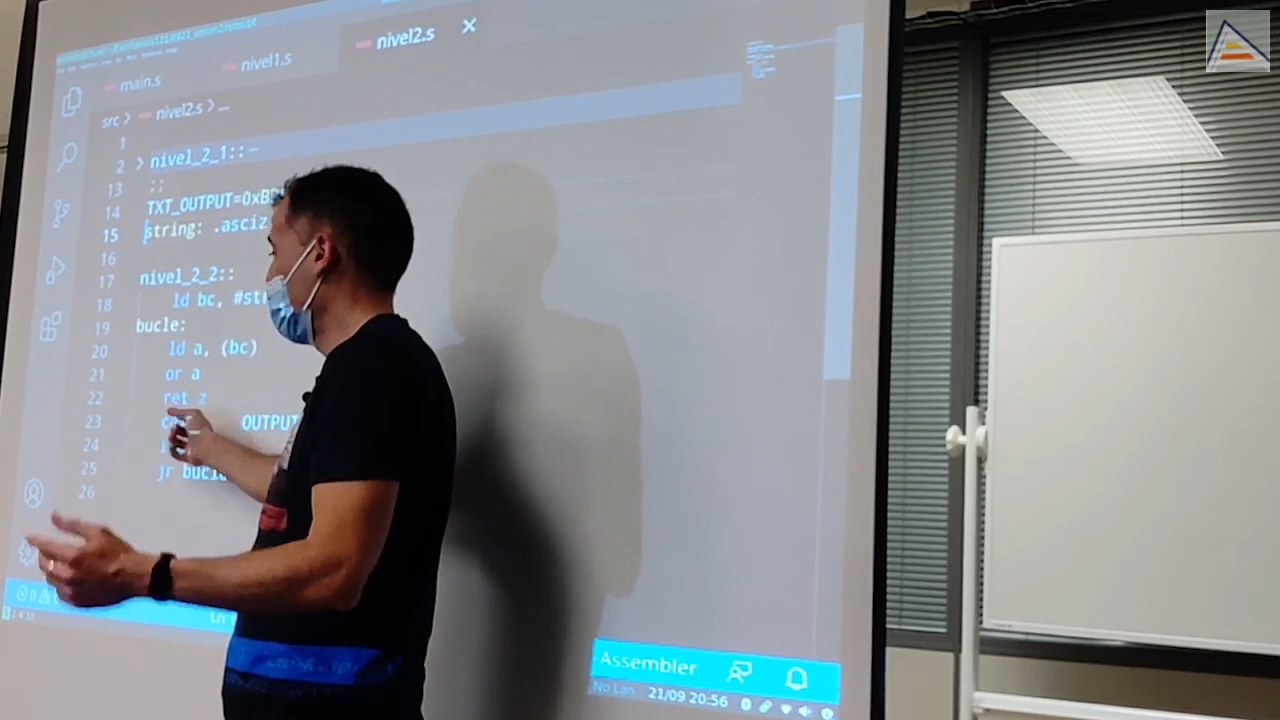 main.s
nivel1.s
nivel2.s
src > nivel2.s > ...
1
2 > nivel_2_1::
13 ;;
14 TXT_OUTPUT=0xBB
15 string: .asciz
16
17 nivel_2_2::
18 ld bc, #str
19 bucle:
20 ld a, (bc)
21 or a
22 ret z
23 OUTPUT
24
25 jr bucle
26
Ln
Assembler
No Lan 21/09 20:56